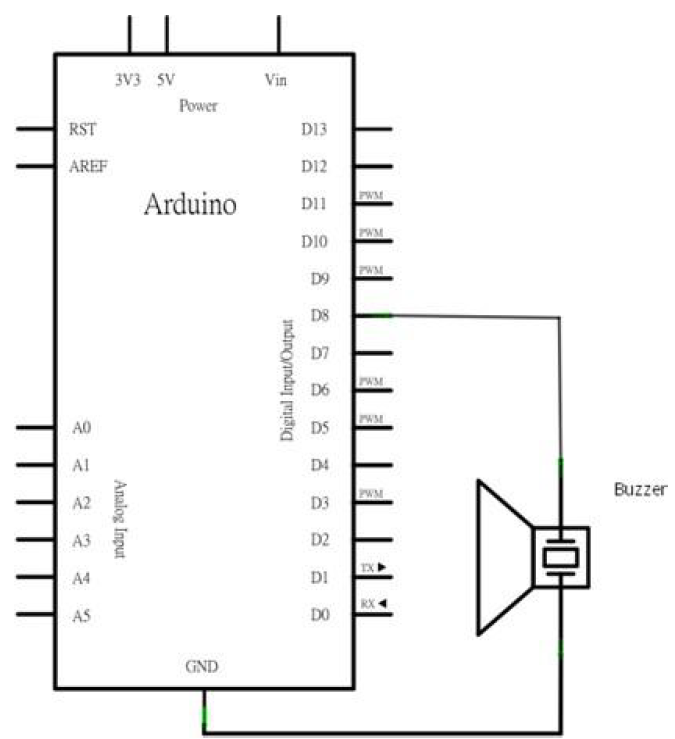 3V3 5V Vin
Power
RST
AREF
Arduino
D13
D12
D11 PWM
D10 PWM
D9 PWM
D8
D7
D6 PWM
D5 PWM
D4
D3 PWM
D2
D1 TX ▶
D0 RX ◀
Digital Input/Output
A0
A1
A2
A3
A4
A5
Analog Input
GND
Buzzer